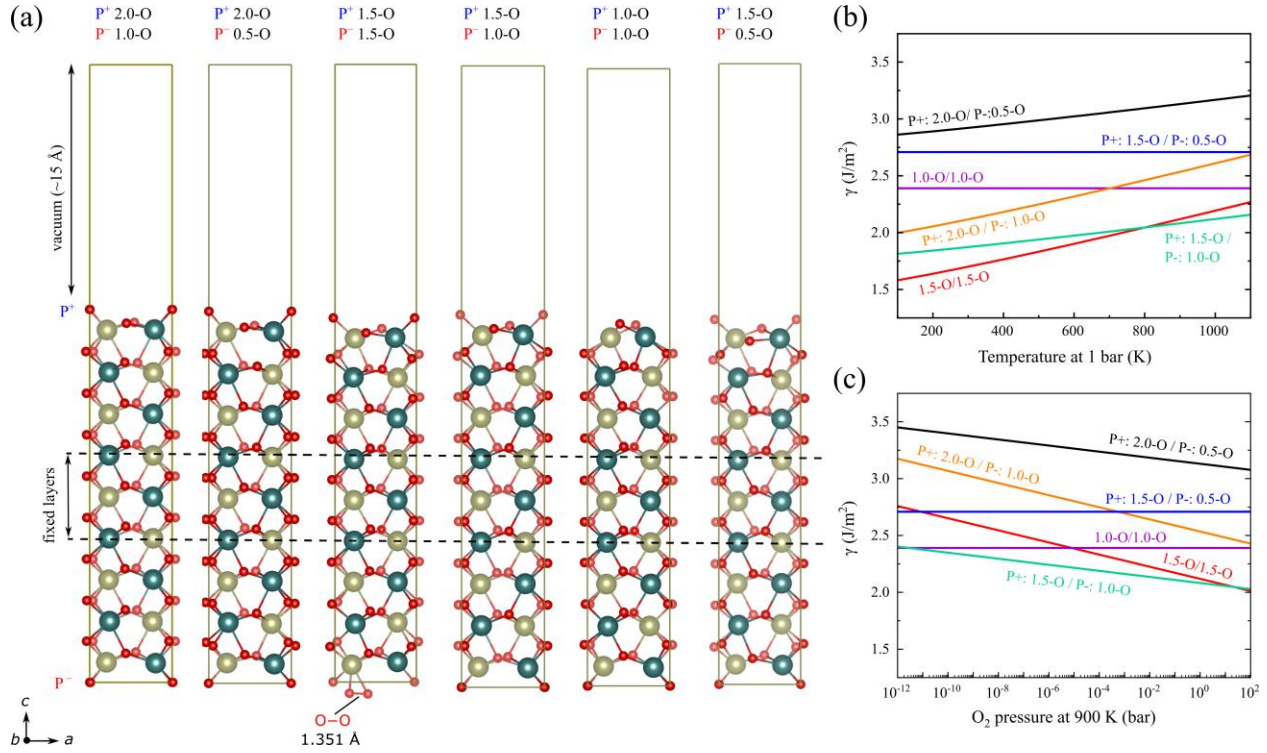 (a)
P⁺ 2.0-O
P⁻ 1.0-O
P⁺ 2.0-O
P⁻ 0.5-O
P⁺ 1.5-O
P⁻ 1.5-O
P⁺ 1.5-O
P⁻ 1.0-O
P⁺ 1.0-O
P⁻ 1.0-O
P⁺ 1.5-O
P⁻ 0.5-O
vacuum (~15 Å)
P⁺
fixed layers
P⁻
O–O
1.351 Å
c
b
a
(b)
γ (J/m²)
3.5
3.0
2.5
2.0
1.5
P+: 2.0-O/ P-:0.5-O
P+: 1.5-O / P-: 0.5-O
1.0-O/1.0-O
P+: 2.0-O / P-: 1.0-O
P+: 1.5-O /
P-: 1.0-O
1.5-O/1.5-O
200
400
600
800
1000
Temperature at 1 bar (K)
(c)
γ (J/m²)
3.5
3.0
2.5
2.0
1.5
P+: 2.0-O / P-: 0.5-O
P+: 2.0-O / P-: 1.0-O
P+: 1.5-O / P-: 0.5-O
1.0-O/1.0-O
1.5-O/1.5-O
P+: 1.5-O / P-: 1.0-O
10⁻¹²
10⁻¹⁰
10⁻⁸
10⁻⁶
10⁻⁴
10⁻²
10⁰
10²
O₂ pressure at 900 K (bar)